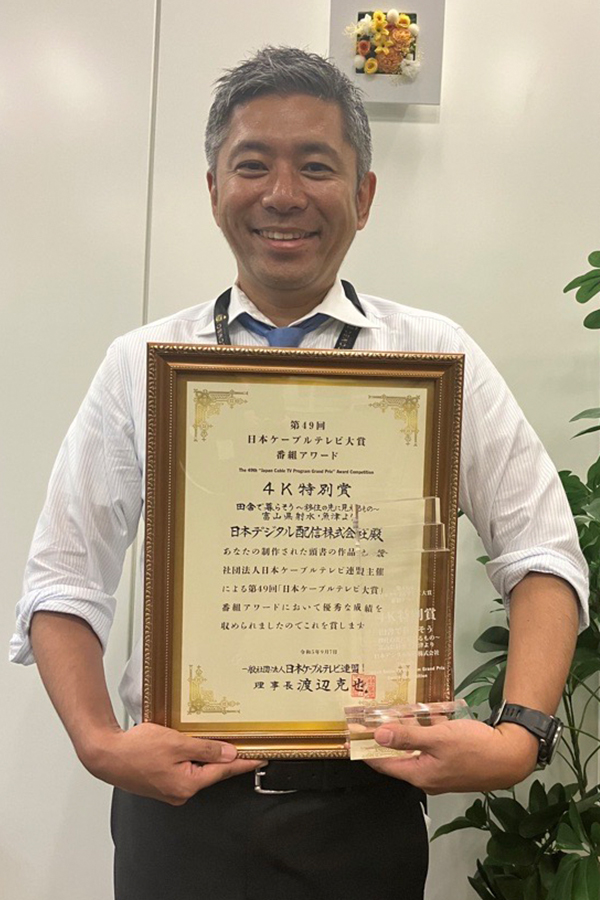 第49回
日本ケーブルテレビ大賞
番組アワード
The 49th "Japan Cable TV Program Grand Prix" Award Competition
4K特別賞
田舎で暮らそう〜移住の先に見えるもの〜
富山県射水・魚津より
日本デジタル配信株式会社殿
あなたの制作された頭書の作品は
社団法人日本ケーブルテレビ連盟主催
による第49回「日本ケーブルテレビ大賞」
番組アワードにおいて優秀な成績を
収められましたのでこれを賞します
令和5年9月7日
一般社団法人日本ケーブルテレビ連盟
理事長 渡辺克也